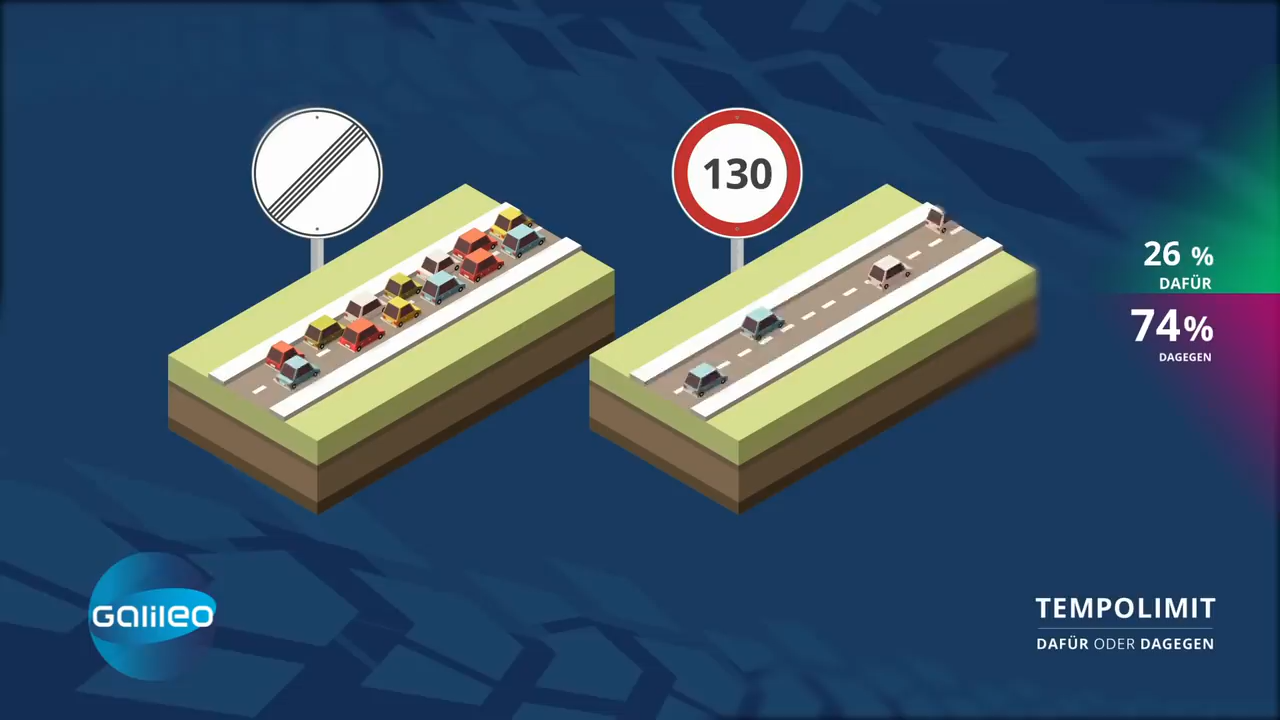 130
26 %
DAFÜR
74%
DAGEGEN
Galileo
TEMPOLIMIT
DAFÜR ODER DAGEGEN